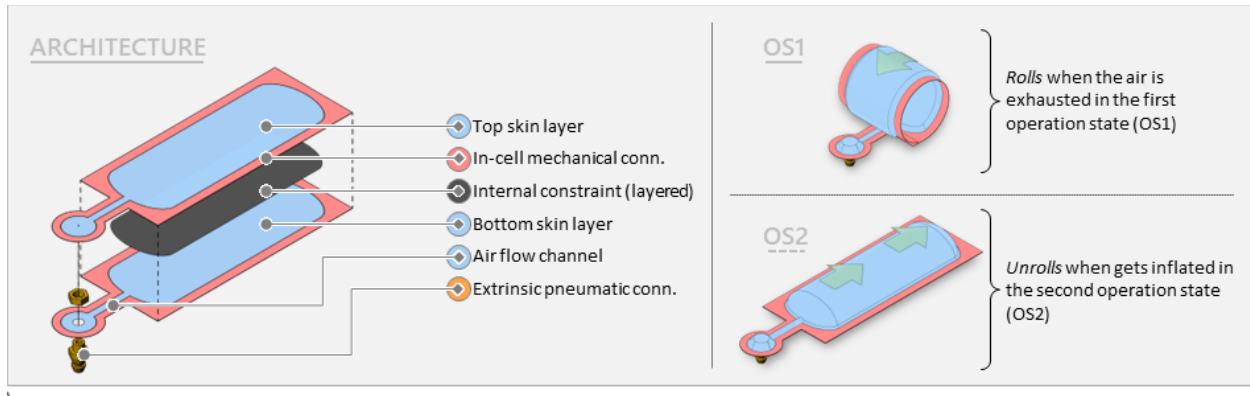 ARCHITECTURE
Top skin layer
In-cell mechanical conn.
Internal constraint (layered)
Bottom skin layer
Air flow channel
Extrinsic pneumatic conn.
OS1
Rolls when the air is
exhausted in the first
operation state (OS1)
OS2
Unrolls when gets inflated in
the second operation state
(OS2)